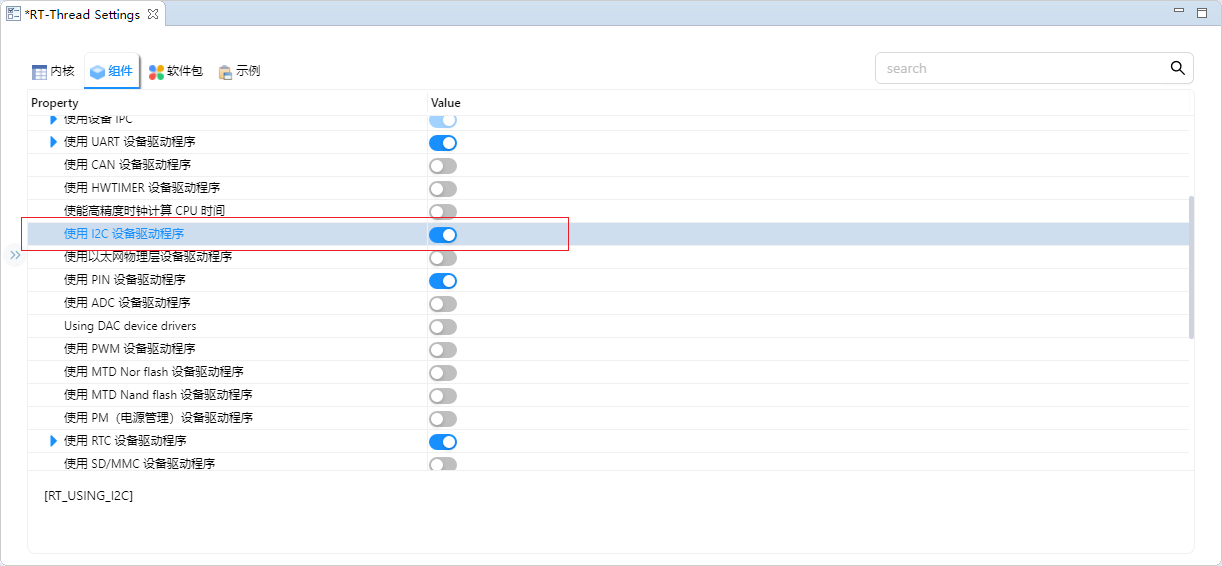 *RT-Thread Settings
内核
组件
软件包
示例
search
Property Value
使用设备 IPC
使用 UART 设备驱动程序
使用 CAN 设备驱动程序
使用 HWTIMER 设备驱动程序
使能高精度时钟计算 CPU 时间
使用 I2C 设备驱动程序
使用以太网物理层设备驱动程序
使用 PIN 设备驱动程序
使用 ADC 设备驱动程序
Using DAC device drivers
使用 PWM 设备驱动程序
使用 MTD Nor flash 设备驱动程序
使用 MTD Nand flash 设备驱动程序
使用 PM（电源管理）设备驱动程序
使用 RTC 设备驱动程序
使用 SD/MMC 设备驱动程序
[RT_USING_I2C]